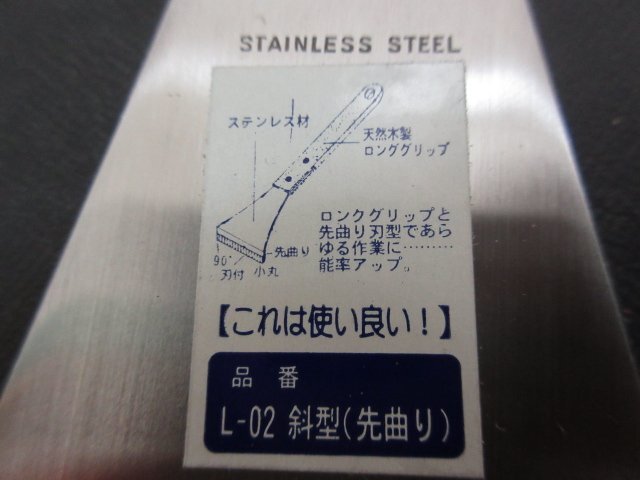 STAINLESS STEEL
ステンレス材
天然木製
ロンググリップ
ロンクグリップと
先曲り刃型であら
ゆる作業に………
能率アップ。
先曲り
90°
刃付 小丸
【これは使い良い！】
品番
L-02 斜型(先曲り)